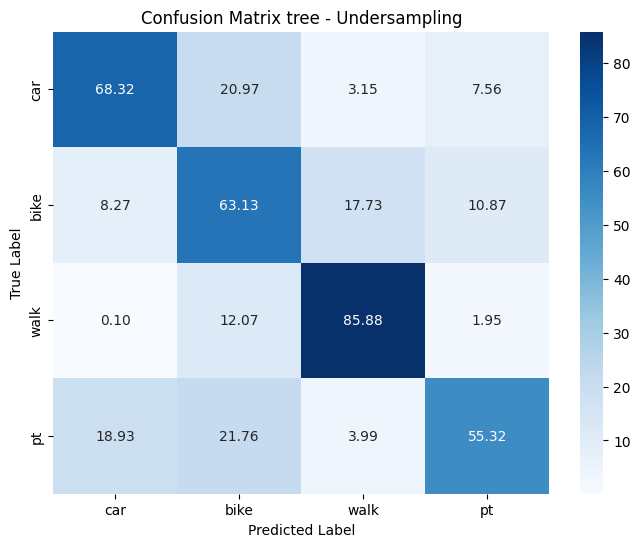 Confusion Matrix tree - Undersampling
car 68.32 20.97 3.15 7.56
bike 8.27 63.13 17.73 10.87
walk 0.10 12.07 85.88 1.95
pt 18.93 21.76 3.99 55.32
car bike walk pt
Predicted Label
True Label
80
70
60
50
40
30
20
10